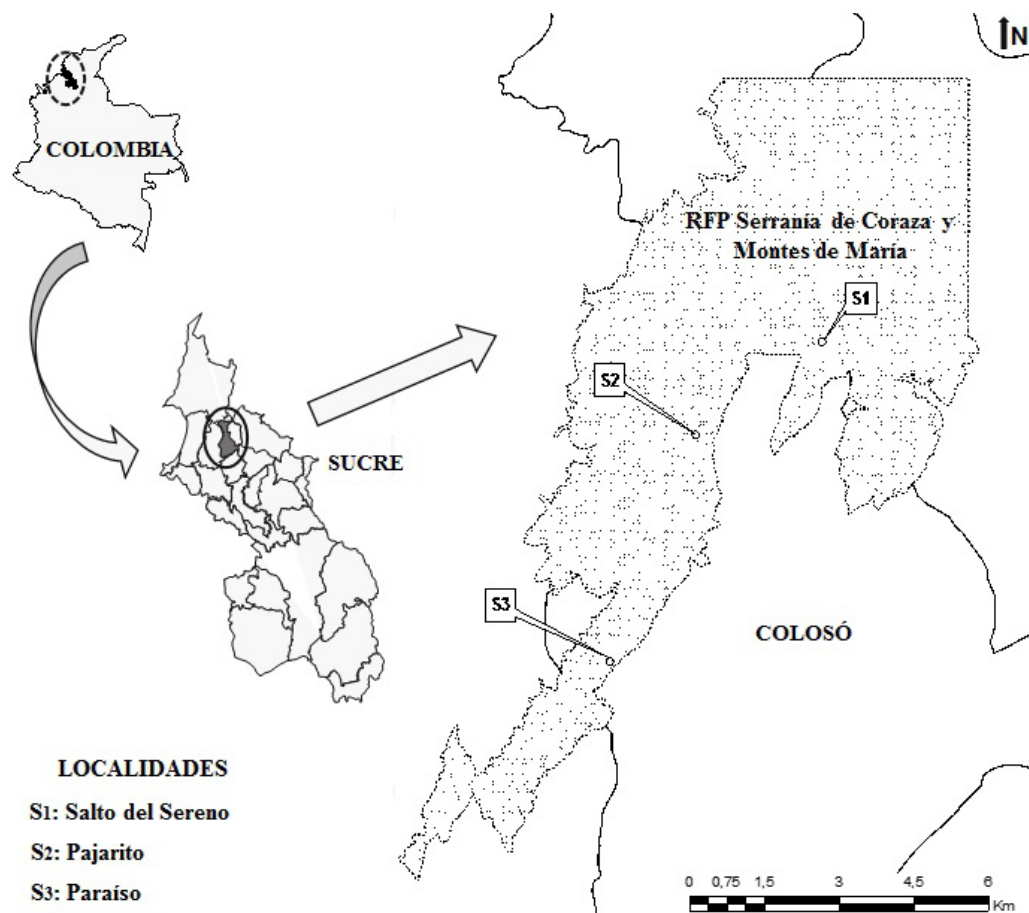 COLOMBIA
SUCRE
N
RFP Serranía de Coraza y
Montes de María
S1
S2
S3
COLOSÓ
LOCALIDADES
S1: Salto del Sereno
S2: Pajarito
S3: Paraíso
0 0,75 1,5 3 4,5 6
Km